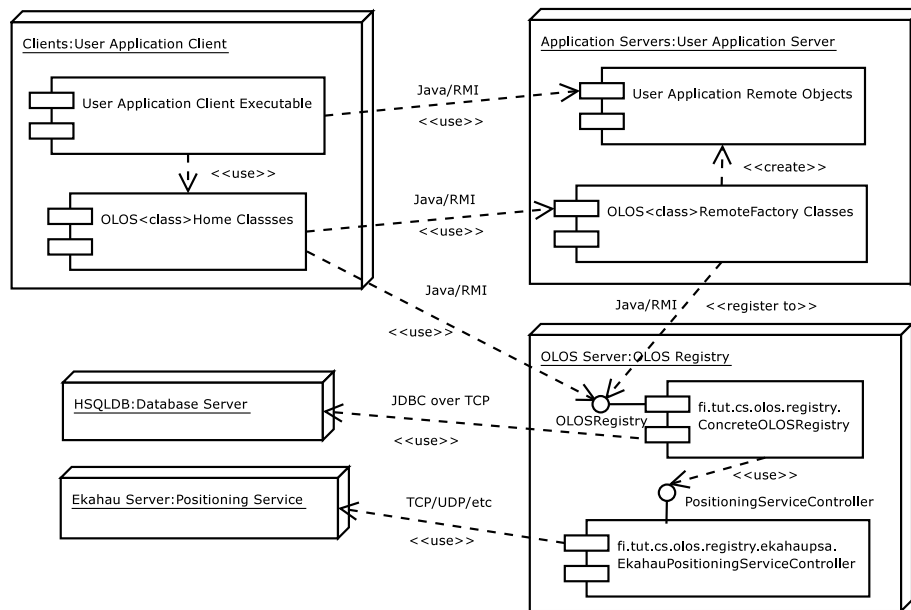 Clients:User Application Client
User Application Client Executable
<<use>>
OLOS<class>Home Classses
Java/RMI
<<use>>
Java/RMI
<<use>>
Java/RMI
<<use>>
Application Servers:User Application Server
User Application Remote Objects
<<create>>
OLOS<class>RemoteFactory Classes
Java/RMI
<<register to>>
OLOS Server:OLOS Registry
OLOSRegistry
fi.tut.cs.olos.registry.
ConcreteOLOSRegistry
<<use>>
PositioningServiceController
fi.tut.cs.olos.registry.ekahaupsa.
EkahauPositioningServiceController
HSQLDB:Database Server
JDBC over TCP
<<use>>
Ekahau Server:Positioning Service
TCP/UDP/etc
<<use>>